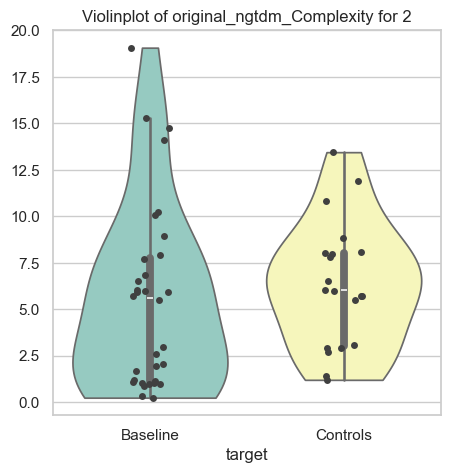 Violinplot of original_ngtdm_Complexity for 2
20.0
17.5
15.0
12.5
10.0
7.5
5.0
2.5
0.0
Baseline
Controls
target